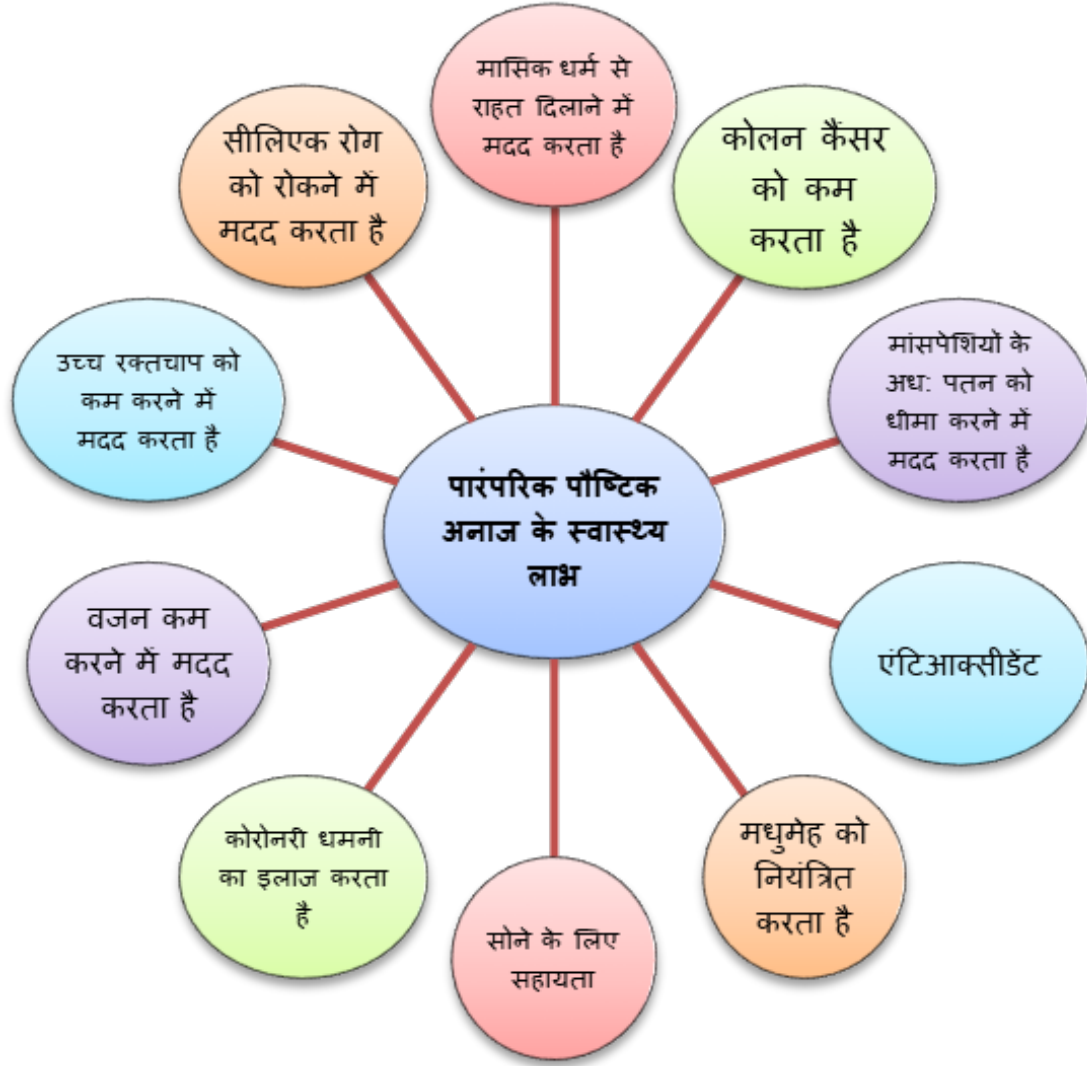 पारंपरिक पौष्टिक
अनाज के स्वास्थ्य
लाभ
मासिक धर्म से
राहत दिलाने में
मदद करता है
कोलन कैंसर
को कम
करता है
मांसपेशियों के
अध: पतन को
धीमा करने में
मदद करता है
एंटिआक्सीडेंट
मधुमेह को
नियंत्रित
करता है
सोने के लिए
सहायता
कोरोनरी धमनी
का इलाज करता
है
वजन कम
करने में मदद
करता है
उच्च रक्तचाप को
कम करने में
मदद करता है
सीलिएक रोग
को रोकने में
मदद करता है